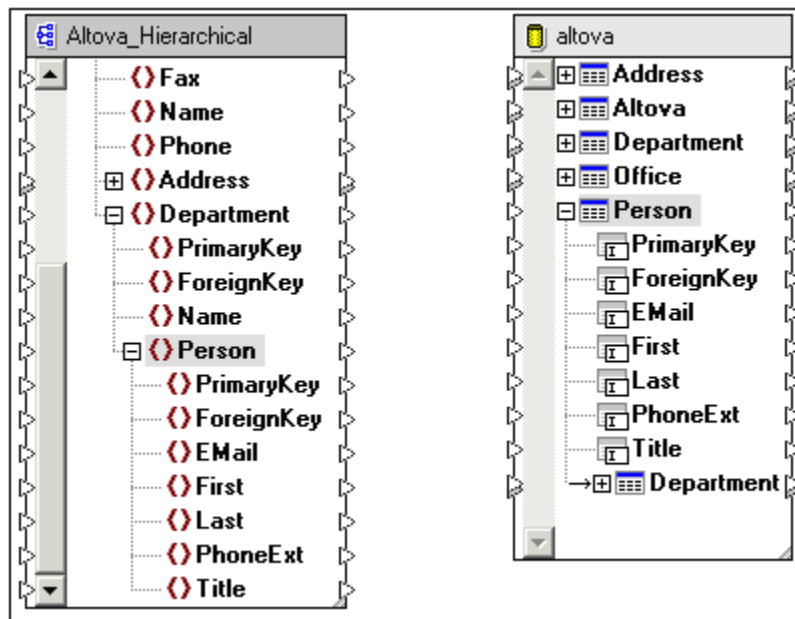 Altova_Hierarchical
Fax
Name
Phone
Address
Department
PrimaryKey
ForeignKey
Name
Person
PrimaryKey
ForeignKey
EMail
First
Last
PhoneExt
Title
altova
Address
Altova
Department
Office
Person
PrimaryKey
ForeignKey
EMail
First
Last
PhoneExt
Title
Department